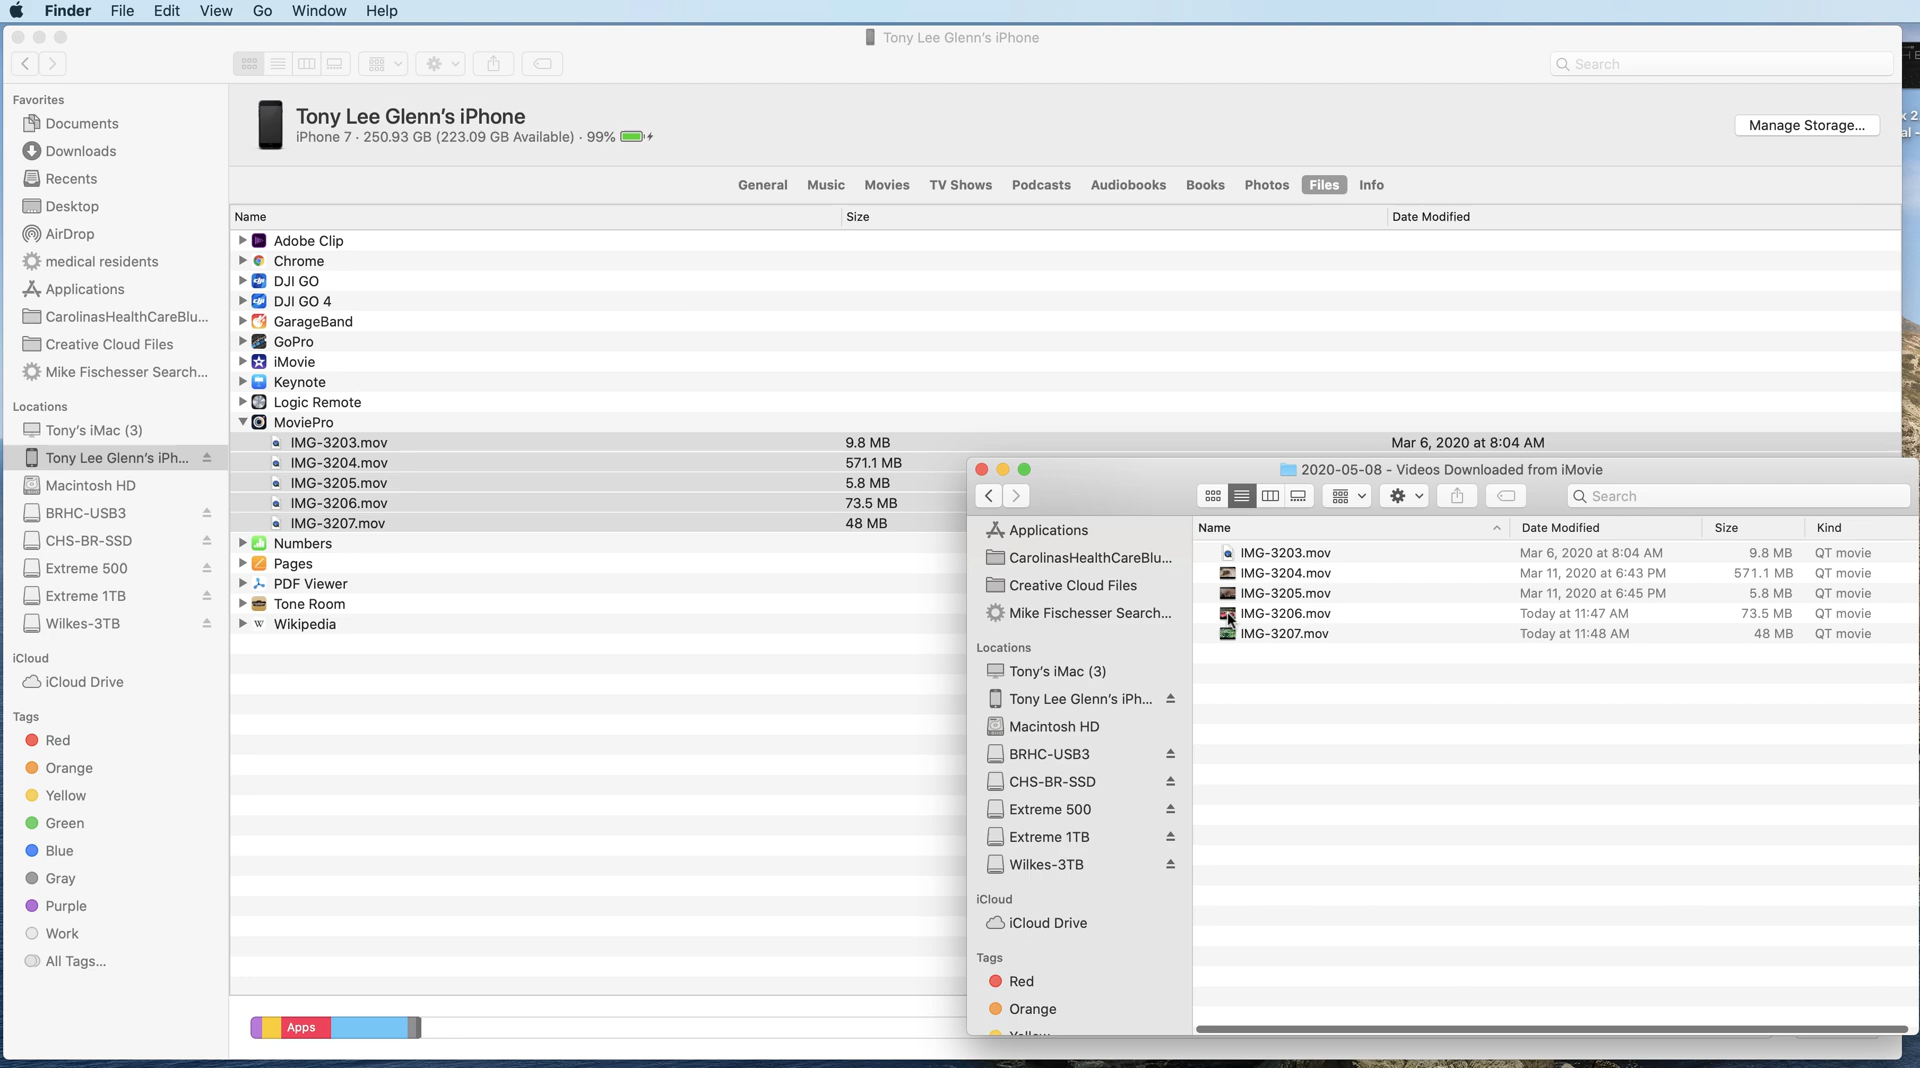 Finder File Edit View Go Window Help
Tony Lee Glenn's iPhone
Search
Favorites
Documents
Downloads
Recents
Desktop
AirDrop
medical residents
Applications
CarolinasHealthCareBlu...
Creative Cloud Files
Mike Fischesser Search...
Locations
Tony's iMac (3)
Tony Lee Glenn's iPh...
Macintosh HD
BRHC-USB3
CHS-BR-SSD
Extreme 500
Extreme 1TB
Wilkes-3TB
iCloud
iCloud Drive
Tags
Red
Orange
Yellow
Green
Blue
Gray
Purple
Work
All Tags...
Tony Lee Glenn's iPhone
iPhone 7 · 250.93 GB (223.09 GB Available) · 99%
Manage Storage...
General Music Movies TV Shows Podcasts Audiobooks Books Photos Files Info
Name Size Date Modified
Adobe Clip
Chrome
DJI GO
DJI GO 4
GarageBand
GoPro
iMovie
Keynote
Logic Remote
MoviePro
IMG-3203.mov 9.8 MB Mar 6, 2020 at 8:04 AM
IMG-3204.mov 571.1 MB
IMG-3205.mov 5.8 MB
IMG-3206.mov 73.5 MB
IMG-3207.mov 48 MB
Numbers
Pages
PDF Viewer
Tone Room
W Wikipedia
Apps
2020-05-08 - Videos Downloaded from iMovie
Search
Applications
CarolinasHealthCareBlu...
Creative Cloud Files
Mike Fischesser Search...
Locations
Tony's iMac (3)
Tony Lee Glenn's iPh...
Macintosh HD
BRHC-USB3
CHS-BR-SSD
Extreme 500
Extreme 1TB
Wilkes-3TB
iCloud
iCloud Drive
Tags
Red
Orange
Name Date Modified Size Kind
IMG-3203.mov Mar 6, 2020 at 8:04 AM 9.8 MB QT movie
IMG-3204.mov Mar 11, 2020 at 6:43 PM 571.1 MB QT movie
IMG-3205.mov Mar 11, 2020 at 6:45 PM 5.8 MB QT movie
IMG-3206.mov Today at 11:47 AM 73.5 MB QT movie
IMG-3207.mov Today at 11:48 AM 48 MB QT movie